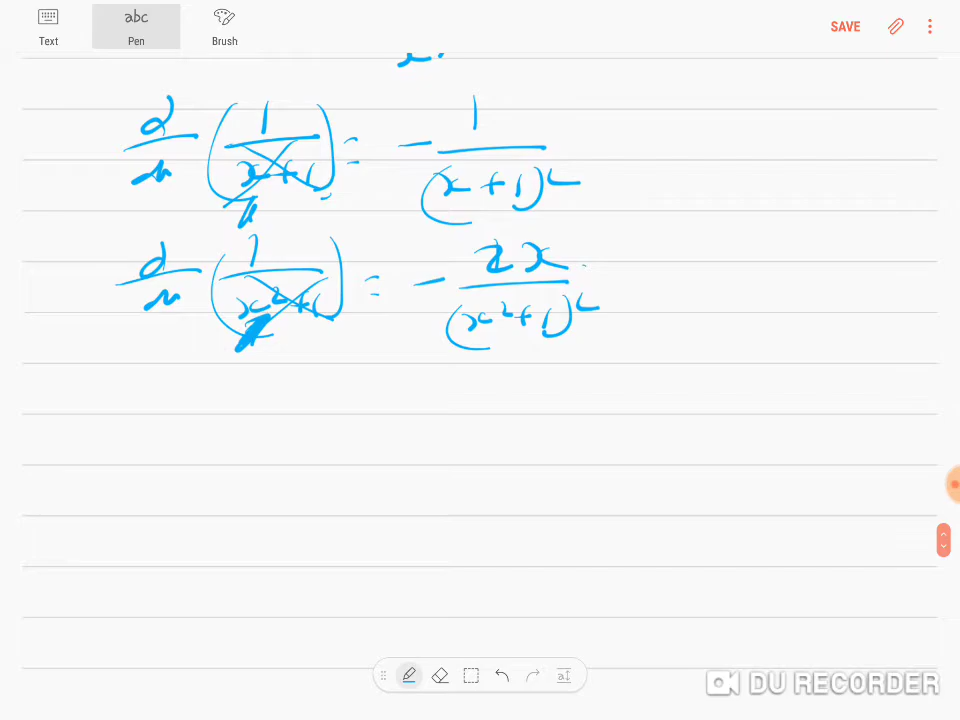 Text abc Pen Brush SAVE
d/dx (1/(x+1)) = - 1/(x+1)²
d/dx (1/(x²+1)) = - 2x/(x²+1)²
DU RECORDER